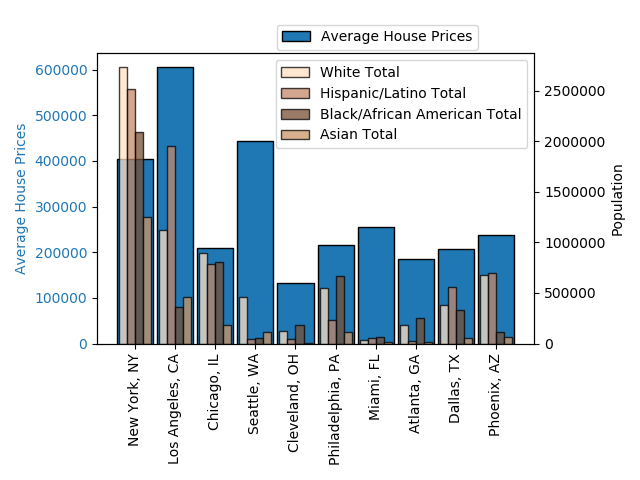 Average House Prices
White Total
Hispanic/Latino Total
Black/African American Total
Asian Total
600000
500000
400000
300000
200000
100000
0
Average House Prices
2500000
2000000
1500000
1000000
500000
0
Population
New York, NY
Los Angeles, CA
Chicago, IL
Seattle, WA
Cleveland, OH
Philadelphia, PA
Miami, FL
Atlanta, GA
Dallas, TX
Phoenix, AZ